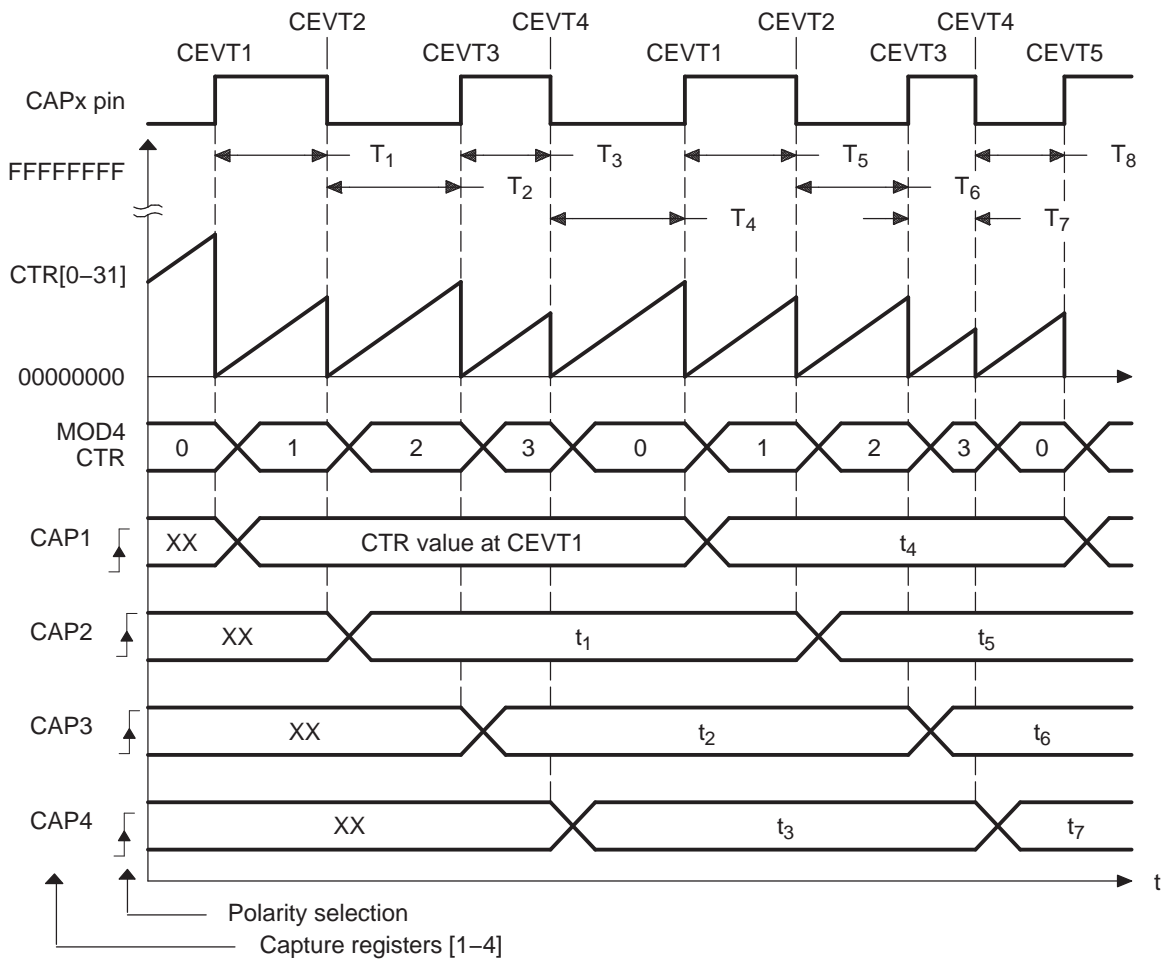 CEVT2 CEVT4 CEVT2 CEVT4
CEVT1 CEVT3 CEVT1 CEVT3 CEVT5
CAPx pin
FFFFFFFF
T1 T3 T5 T8
T2 T6
T4 T7
CTR[0–31]
00000000
MOD4
CTR
0 1 2 3 0 1 2 3 0
CAP1 XX CTR value at CEVT1 t4
CAP2 XX t1 t5
CAP3 XX t2 t6
CAP4 XX t3 t7
t
Polarity selection
Capture registers [1–4]